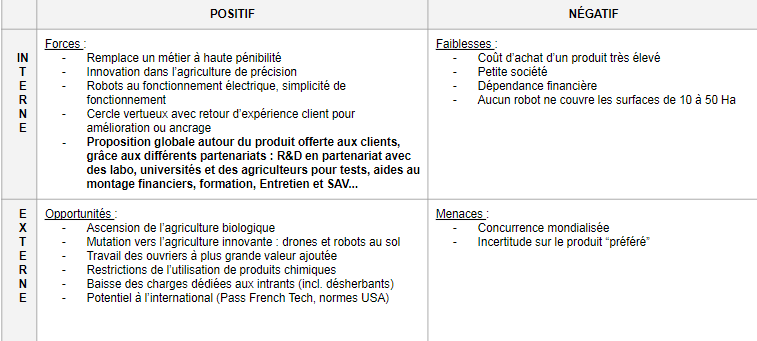 POSITIF
NÉGATIF
IN
T
E
R
N
E
Forces :
- Remplace un métier à haute pénibilité
- Innovation dans l’agriculture de précision
- Robots au fonctionnement électrique, simplicité de
fonctionnement
- Cercle vertueux avec retour d’expérience client pour
amélioration ou ancrage
- Proposition globale autour du produit offerte aux clients,
grâce aux différents partenariats : R&D en partenariat avec
des labo, universités et des agriculteurs pour tests, aides au
montage financiers, formation, Entretien et SAV...
Faiblesses :
- Coût d’achat d’un produit très élevé
- Petite société
- Dépendance financière
- Aucun robot ne couvre les surfaces de 10 à 50 Ha
E
X
T
E
R
N
E
Opportunités :
- Ascension de l’agriculture biologique
- Mutation vers l’agriculture innovante : drones et robots au sol
- Travail des ouvriers à plus grande valeur ajoutée
- Restrictions de l’utilisation de produits chimiques
- Baisse des charges dédiées aux intrants (incl. désherbants)
- Potentiel à l’international (Pass French Tech, normes USA)
Menaces :
- Concurrence mondialisée
- Incertitude sur le produit “préféré”